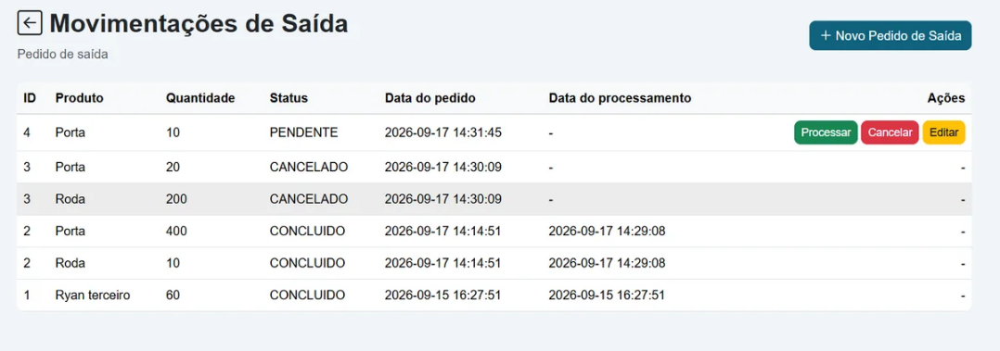 Movimentações de Saída
+ Novo Pedido de Saída
Pedido de saída
ID Produto Quantidade Status Data do pedido Data do processamento Ações
4 Porta 10 PENDENTE 2026-09-17 14:31:45 - Processar Cancelar Editar
3 Porta 20 CANCELADO 2026-09-17 14:30:09 - -
3 Roda 200 CANCELADO 2026-09-17 14:30:09 - -
2 Porta 400 CONCLUIDO 2026-09-17 14:14:51 2026-09-17 14:29:08 -
2 Roda 10 CONCLUIDO 2026-09-17 14:14:51 2026-09-17 14:29:08 -
1 Ryan terceiro 60 CONCLUIDO 2026-09-15 16:27:51 2026-09-15 16:27:51 -